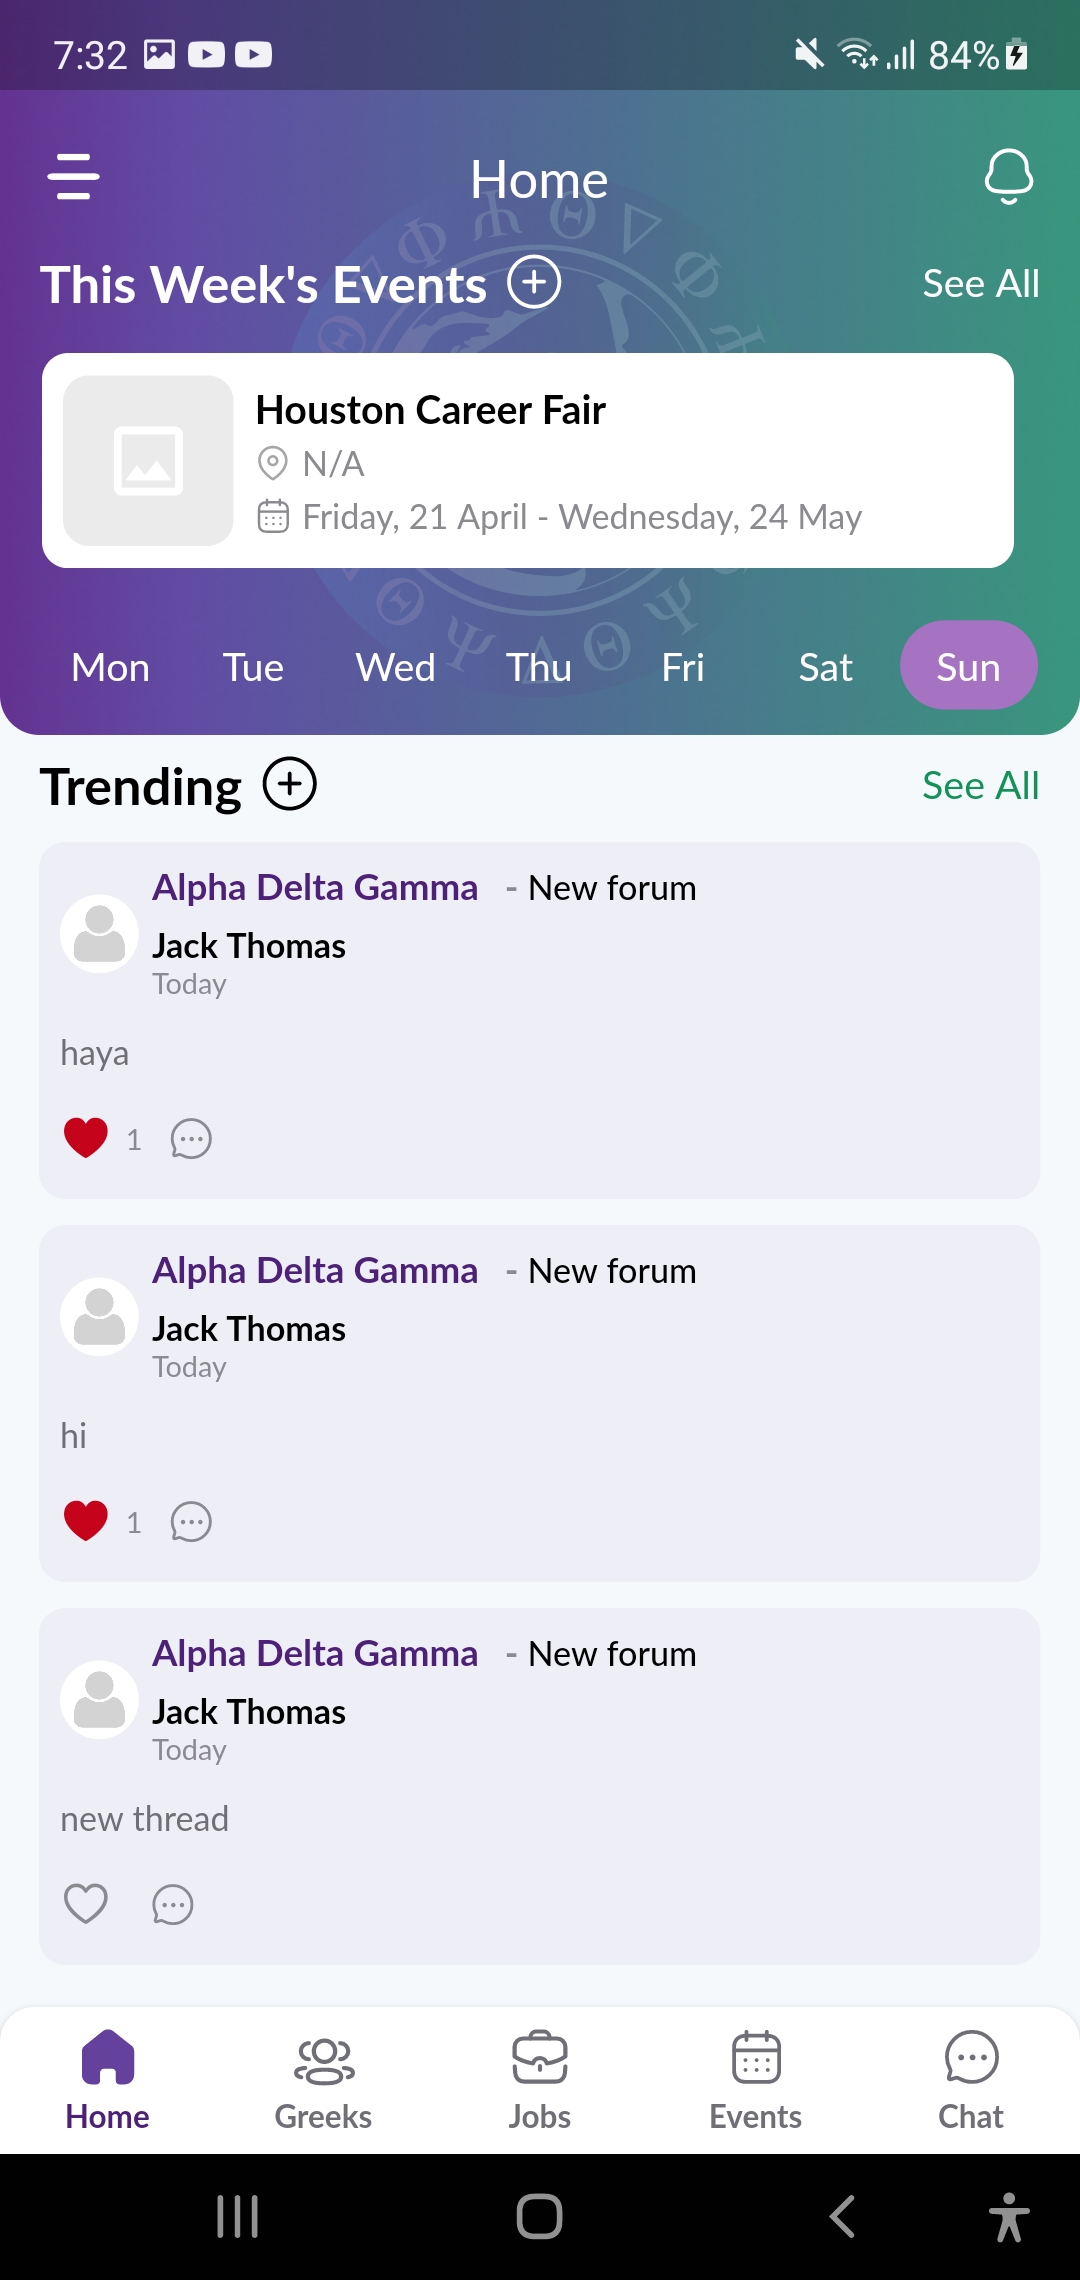 7:32 84%
Home
This Week's Events See All
Houston Career Fair
N/A
Friday, 21 April - Wednesday, 24 May
Mon Tue Wed Thu Fri Sat Sun
Trending See All
Alpha Delta Gamma - New forum
Jack Thomas
Today
haya
1
Alpha Delta Gamma - New forum
Jack Thomas
Today
hi
1
Alpha Delta Gamma - New forum
Jack Thomas
Today
new thread
Home Greeks Jobs Events Chat